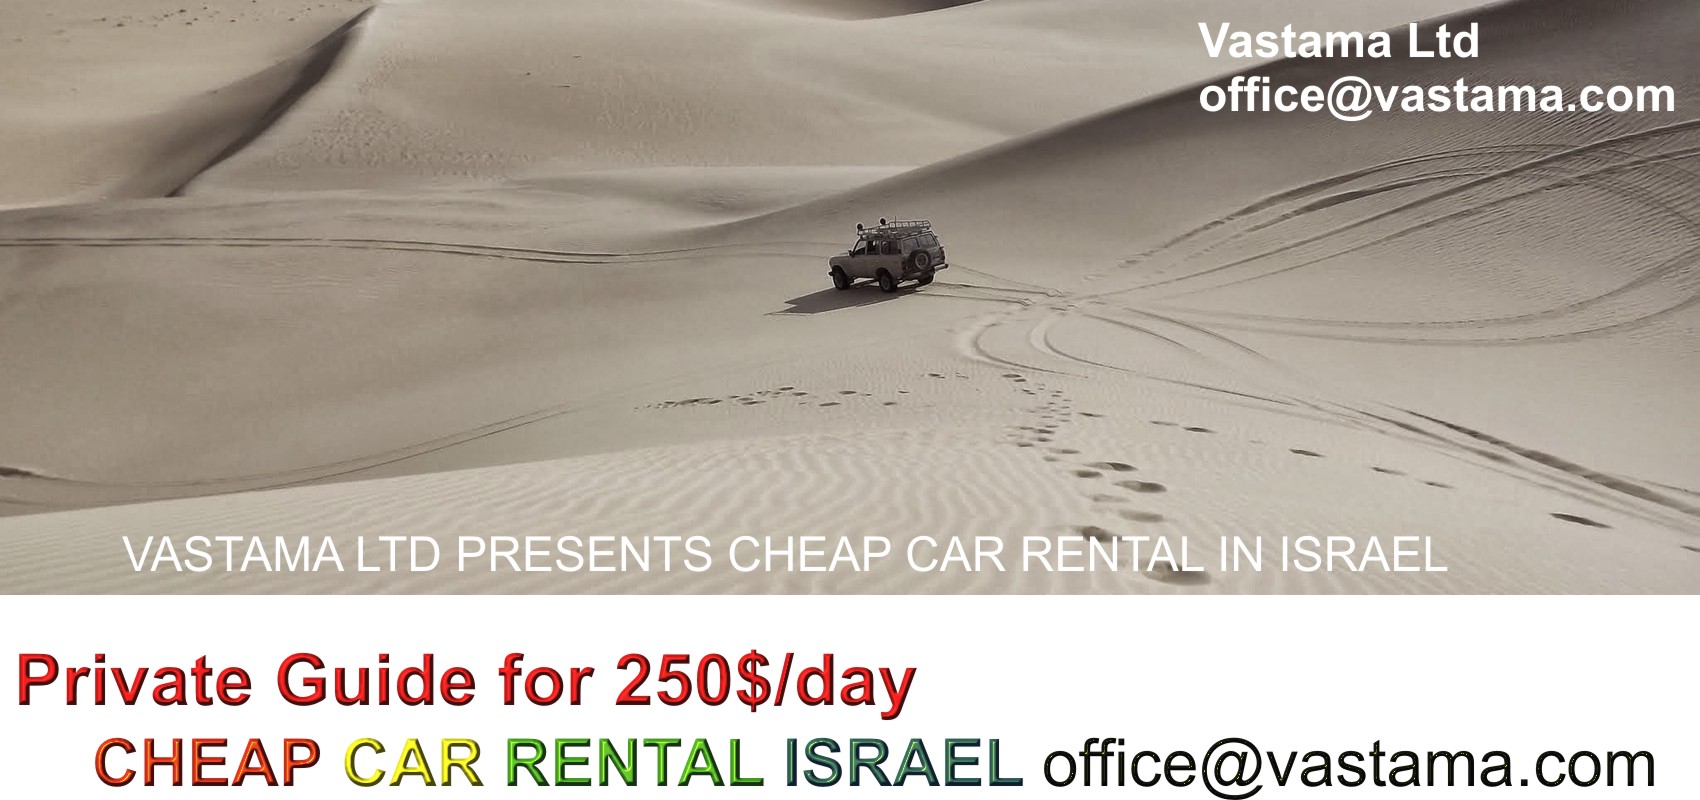 Vastama Ltd
office@vastama.com
VASTAMA LTD PRESENTS CHEAP CAR RENTAL IN ISRAEL
Private Guide for 250$/day
CHEAP CAR RENTAL ISRAEL office@vastama.com